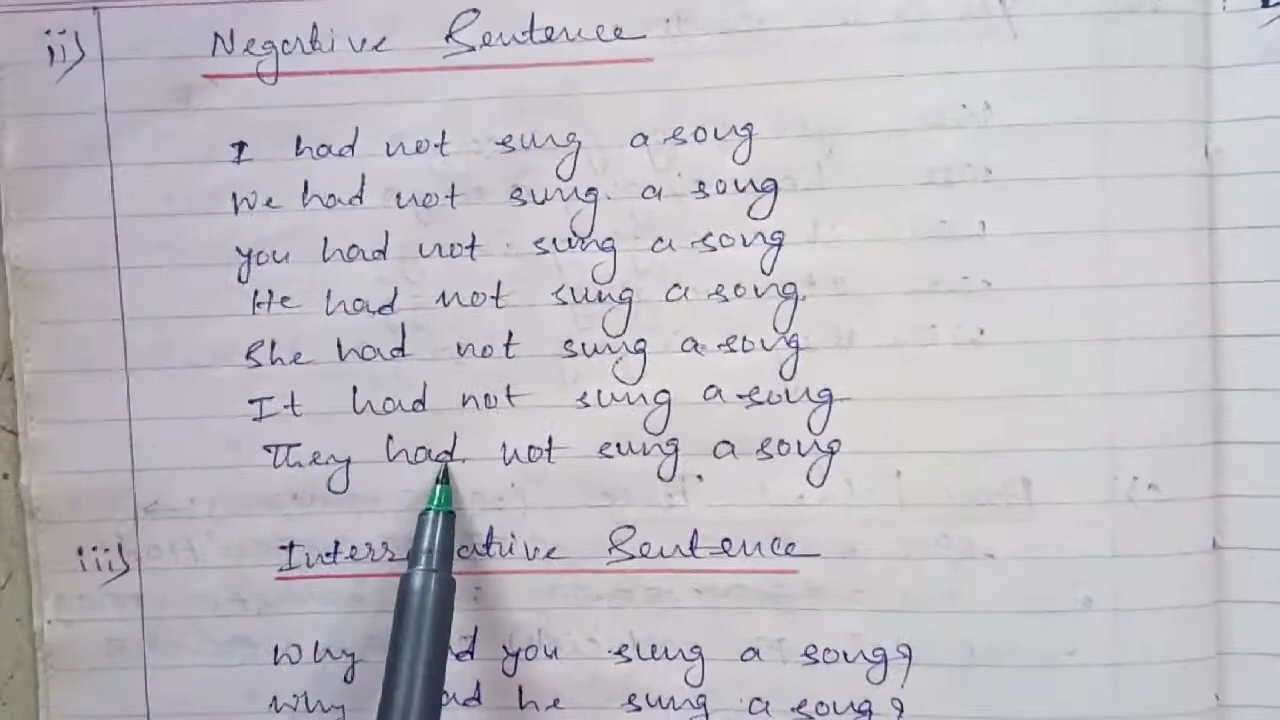 ii) Negative Sentence
I had not sung a song
We had not sung a song
you had not sung a song
He had not sung a song.
She had not sung a song
It had not sung a song
They had not sung a song
iii) Sentence
Why you sung a song?
Why he sung a song?